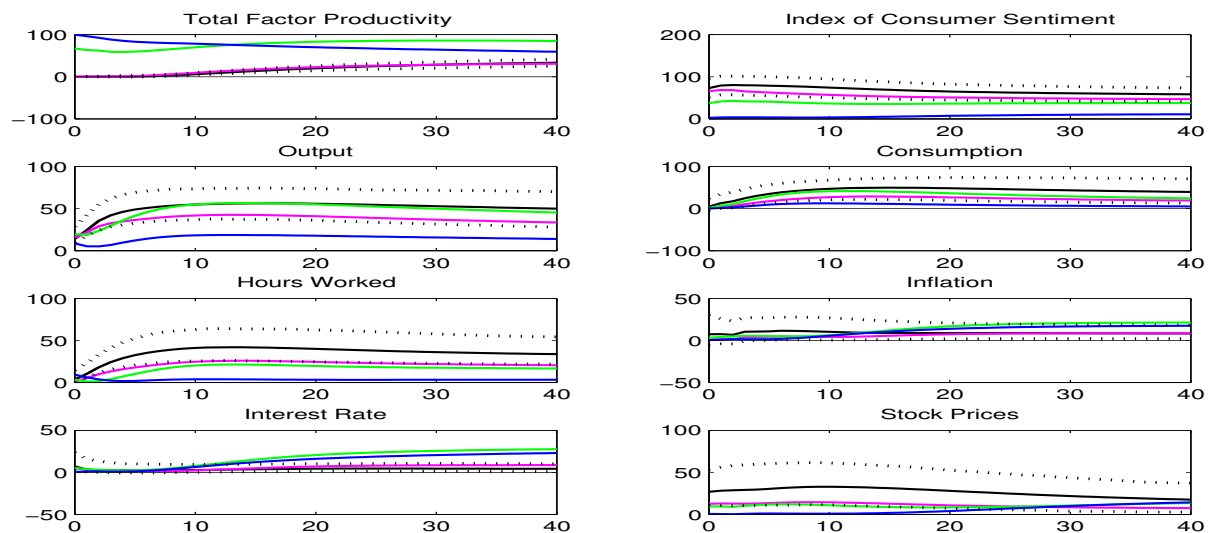 Total Factor Productivity
100
0
−100
0 10 20 30 40
Index of Consumer Sentiment
200
100
0
0 10 20 30 40
Output
100
50
0
0 10 20 30 40
Consumption
100
0
−100
0 10 20 30 40
Hours Worked
100
50
0
0 10 20 30 40
Inflation
50
0
−50
0 10 20 30 40
Interest Rate
50
0
−50
0 10 20 30 40
Stock Prices
100
50
0
0 10 20 30 40